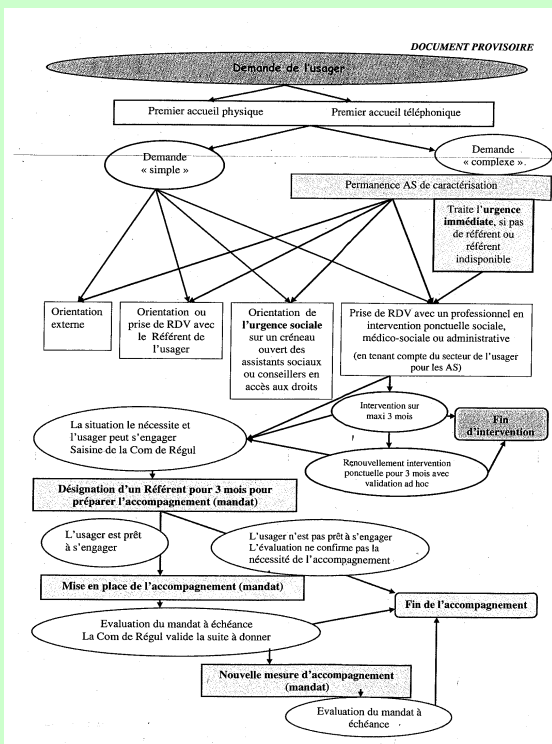 DOCUMENT PROVISOIRE
Demande de l'usager
Premier accueil physique
Premier accueil téléphonique
Demande
« simple »
Demande
« complexe ».
Permanence AS de caractérisation
Traite l'urgence
immédiate, si pas
de référent ou
référent
indisponible
Orientation
externe
Orientation ou
prise de RDV avec
le Référent de
l'usager
Orientation de
l'urgence sociale
sur un créneau
ouvert des
assistants sociaux
ou conseillers en
accès aux droits
Prise de RDV avec un professionnel en
intervention ponctuelle sociale,
médico-sociale ou administrative
(en tenant compte du secteur de l'usager
pour les AS)
Intervention sur
maxi 3 mois
Fin
d'intervention
La situation le nécessite et
l'usager peut s'engager
Saisine de la Com de Régul
Renouvellement intervention
ponctuelle pour 3 mois avec
validation ad hoc
Désignation d'un Référent pour 3 mois pour
préparer l'accompagnement (mandat)
L'usager est prêt
à s'engager
L'usager n'est pas prêt à s'engager
L'évaluation ne confirme pas la
nécessité de l'accompagnement
Mise en place de l'accompagnement (mandat)
Fin de l'accompagnement
Evaluation du mandat à échéance
La Com de Régul valide la suite à donner
Nouvelle mesure d'accompagnement
(mandat)
Evaluation du mandat à
échéance